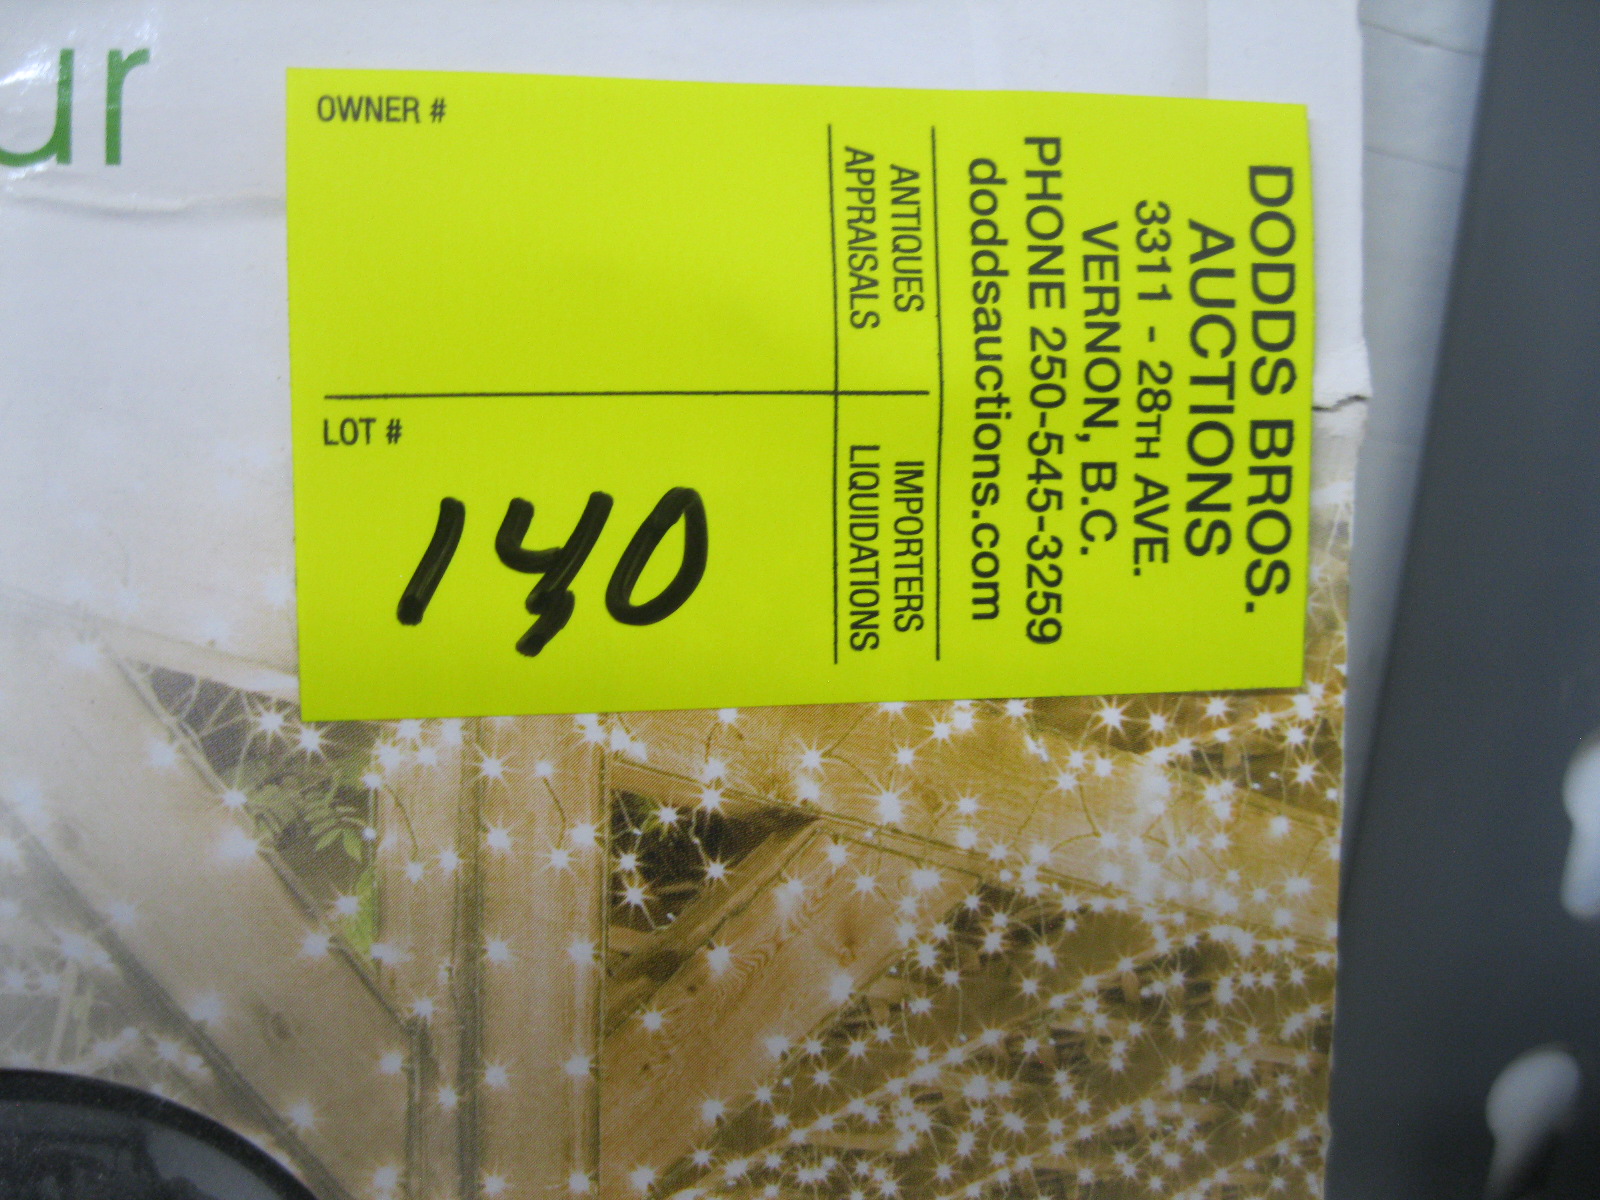 ur
DODDS BROS.
AUCTIONS
3311 - 28TH AVE.
VERNON, B.C.
PHONE 250-545-3259
doddsauctions.com
ANTIQUES
APPRAISALS
IMPORTERS
LIQUIDATIONS
OWNER #
LOT #
140